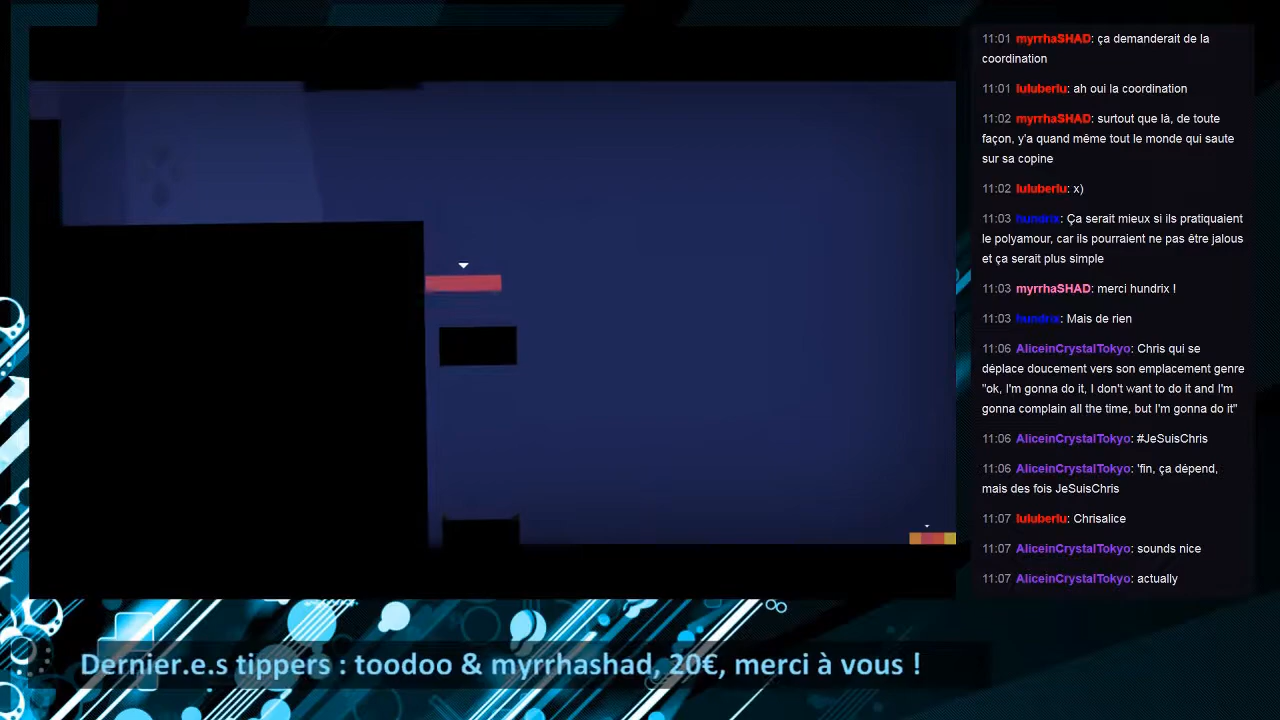 11:01 myrrhaSHAD: ça demanderait de la
coordination
11:01 luluberlu: ah oui la coordination
11:02 myrrhaSHAD: surtout que là, de toute
façon, y'a quand même tout le monde qui saute
sur sa copine
11:02 luluberlu: x)
11:03 hundrix: Ça serait mieux si ils pratiquaient
le polyamour, car ils pourraient ne pas être jalous
et ça serait plus simple
11:03 myrrhaSHAD: merci hundrix !
11:03 hundrix: Mais de rien
11:06 AliceinCrystalTokyo: Chris qui se
déplace doucement vers son emplacement genre
"ok, I'm gonna do it, I don't want to do it and I'm
gonna complain all the time, but I'm gonna do it"
11:06 AliceinCrystalTokyo: #JeSuisChris
11:06 AliceinCrystalTokyo: 'fin, ça dépend,
mais des fois JeSuisChris
11:07 luluberlu: Chrisalice
11:07 AliceinCrystalTokyo: sounds nice
11:07 AliceinCrystalTokyo: actually
Dernier.e.s tippers : toodoo & myrrhashad, 20€, merci à vous !